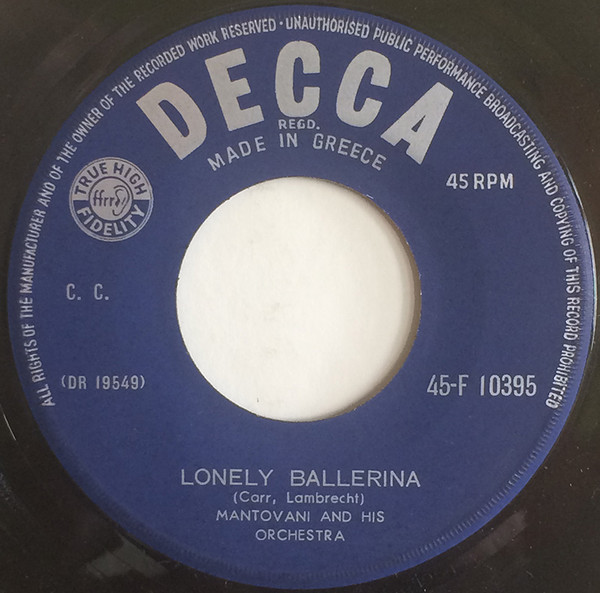 ALL RIGHTS OF THE MANUFACTURER AND OF THE OWNER OF THE RECORDED WORK RESERVED · UNAUTHORISED PUBLIC PERFORMANCE BROADCASTING AND COPYING OF THIS RECORD PROHIBITED
DECCA
REGD.
MADE IN GREECE
TRUE HIGH
ffrr
FIDELITY
45 RPM
C. C.
(DR 19549)
45-F 10395
LONELY BALLERINA
(Carr, Lambrecht)
MANTOVANI AND HIS
ORCHESTRA